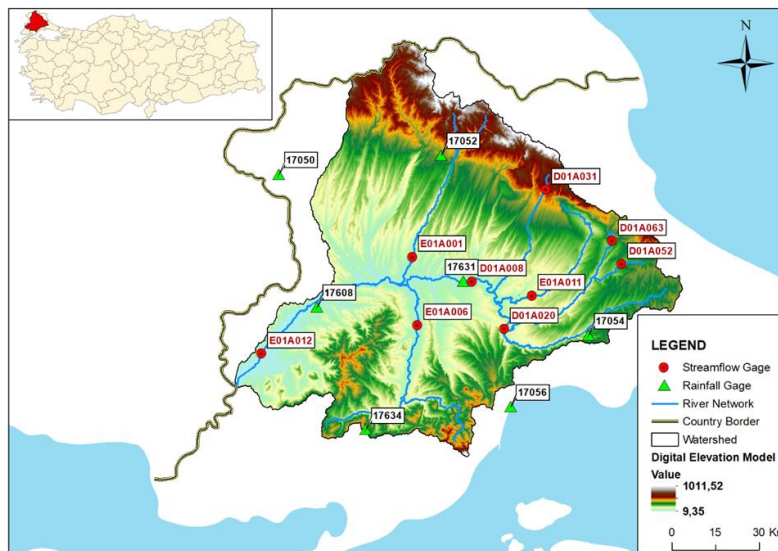 N
17050
17052
D01A031
D01A063
E01A001
D01A052
17631
D01A008
E01A011
17608
E01A006
D01A020
17054
E01A012
17056
17634
LEGEND
Streamflow Gage
Rainfall Gage
River Network
Country Border
Watershed
Digital Elevation Model
Value
1011,52
9,35
0 30 K